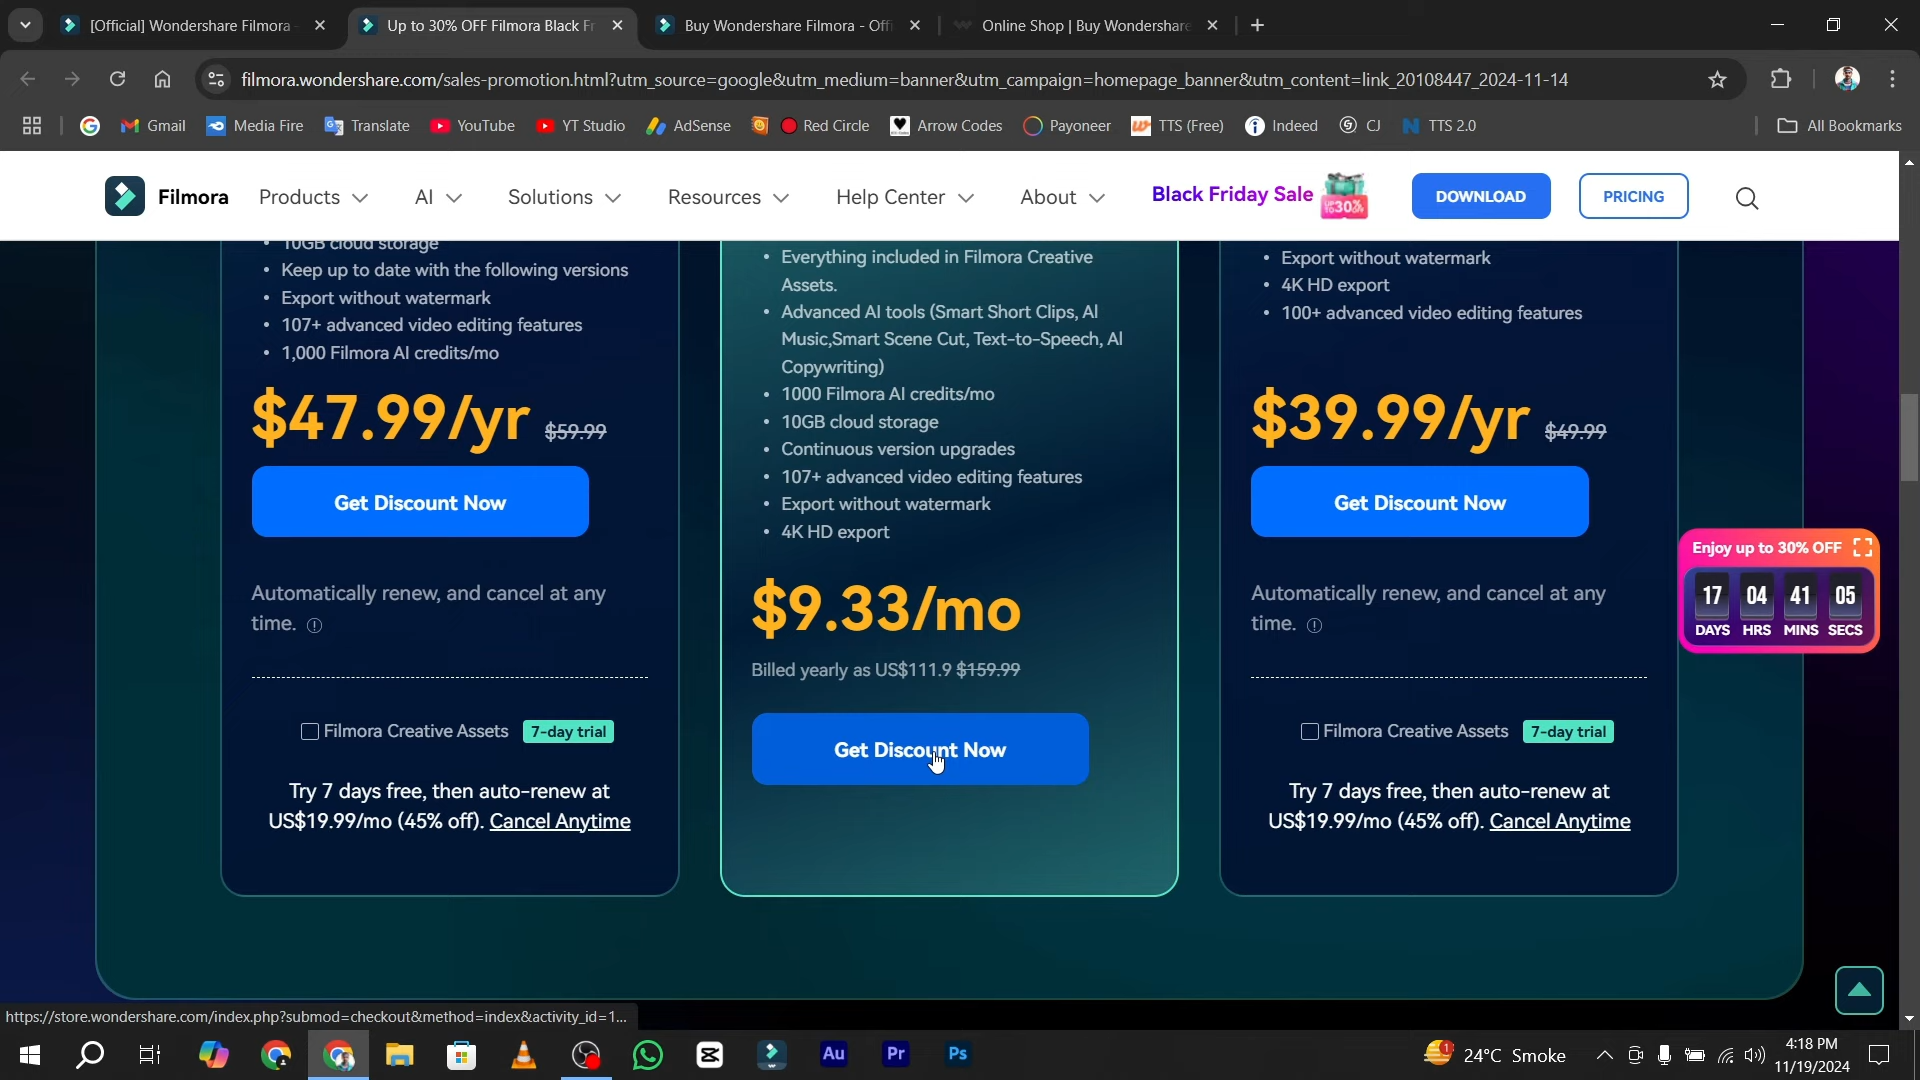 [Official] Wondershare Filmora -
Up to 30% OFF Filmora Black Fr
Buy Wondershare Filmora - Offi
Online Shop | Buy Wondershare
filmora.wondershare.com/sales-promotion.html?utm_source=google&utm_medium=banner&utm_campaign=homepage_banner&utm_content=link_20108447_2024-11-14
Gmail
Media Fire
Translate
YouTube
YT Studio
AdSense
Red Circle
Arrow Codes
Payoneer
TTS (Free)
Indeed
CJ
TTS 2.0
All Bookmarks
Filmora
Products
AI
Solutions
Resources
Help Center
About
Black Friday Sale
UP TO 30% OFF
DOWNLOAD
PRICING
• 10GB cloud storage
• Keep up to date with the following versions
• Export without watermark
• 107+ advanced video editing features
• 1,000 Filmora AI credits/mo
$47.99/yr $59.99
Get Discount Now
Automatically renew, and cancel at any
time.
Filmora Creative Assets 7-day trial
Try 7 days free, then auto-renew at
US$19.99/mo (45% off). Cancel Anytime
• Everything included in Filmora Creative
Assets.
• Advanced AI tools (Smart Short Clips, AI
Music,Smart Scene Cut, Text-to-Speech, AI
Copywriting)
• 1000 Filmora AI credits/mo
• 10GB cloud storage
• Continuous version upgrades
• 107+ advanced video editing features
• Export without watermark
• 4K HD export
$9.33/mo
Billed yearly as US$111.9 $159.99
Get Discount Now
• Export without watermark
• 4K HD export
• 100+ advanced video editing features
$39.99/yr $49.99
Get Discount Now
Automatically renew, and cancel at any
time.
Filmora Creative Assets 7-day trial
Try 7 days free, then auto-renew at
US$19.99/mo (45% off). Cancel Anytime
Enjoy up to 30% OFF
17 04 41 05
DAYS HRS MINS SECS
https://store.wondershare.com/index.php?submod=checkout&method=index&activity_id=1...
Au
Pr
Ps
1
24°C Smoke
4:18 PM
11/19/2024